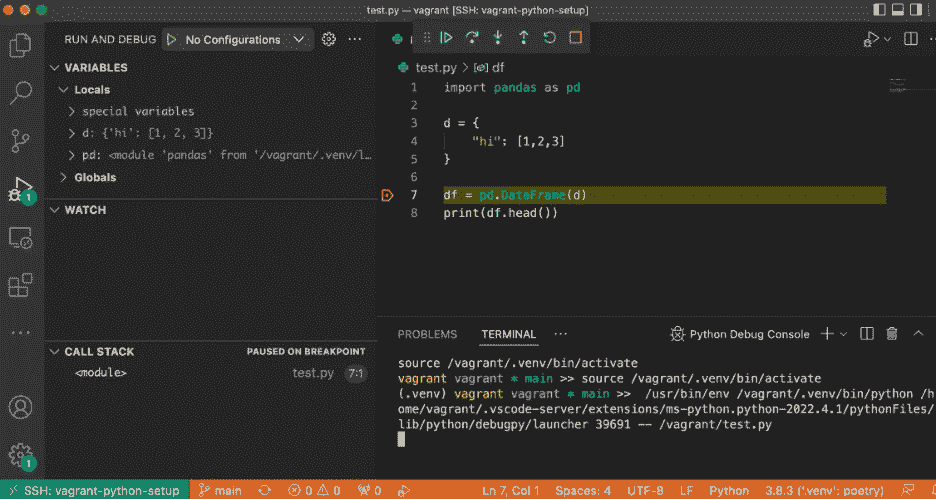 test.py — vagrant [SSH: vagrant-python-setup]
RUN AND DEBUG No Configurations
VARIABLES
Locals
special variables
d: {'hi': [1, 2, 3]}
pd: <module 'pandas' from '/vagrant/.venv/l...
Globals
WATCH
CALL STACK PAUSED ON BREAKPOINT
<module> test.py 7:1
1
1
test.py > df
1 import pandas as pd
2
3 d = {
4 "hi": [1,2,3]
5 }
6
7 df = pd.DataFrame(d)
8 print(df.head())
PROBLEMS TERMINAL ... Python Debug Console
source /vagrant/.venv/bin/activate
vagrant vagrant * main >> source /vagrant/.venv/bin/activate
(.venv) vagrant vagrant * main >> /usr/bin/env /vagrant/.venv/bin/python /h
ome/vagrant/.vscode-server/extensions/ms-python.python-2022.4.1/pythonFiles/
lib/python/debugpy/launcher 39691 -- /vagrant/test.py
SSH: vagrant-python-setup main 0 0 0 Ln 7, Col 1 Spaces: 4 UTF-8 LF Python 3.8.3 ('.venv': poetry)